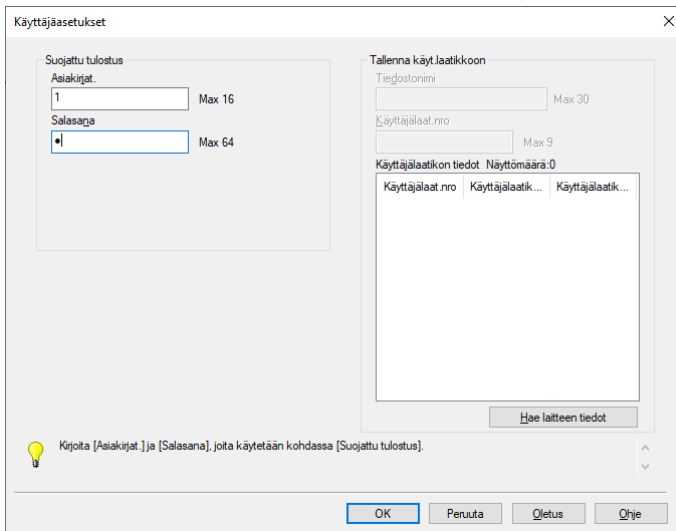 Käyttäjäasetukset
Suojattu tulostus
Asiakirjat.
1
Max 16
Salasana
Max 64
Tallenna käyt.laatikkoon
Tiedostonimi
Max 30
Käyttäjälaat.nro
Max 9
Käyttäjälaatikon tiedot Näyttömäärä:0
Käyttäjälaat.nro Käyttäjälaatik... Käyttäjälaatik...
Hae laitteen tiedot
Kirjoita [Asiakirjat.] ja [Salasana], joita käytetään kohdassa [Suojattu tulostus].
OK Peruuta Oletus Ohje